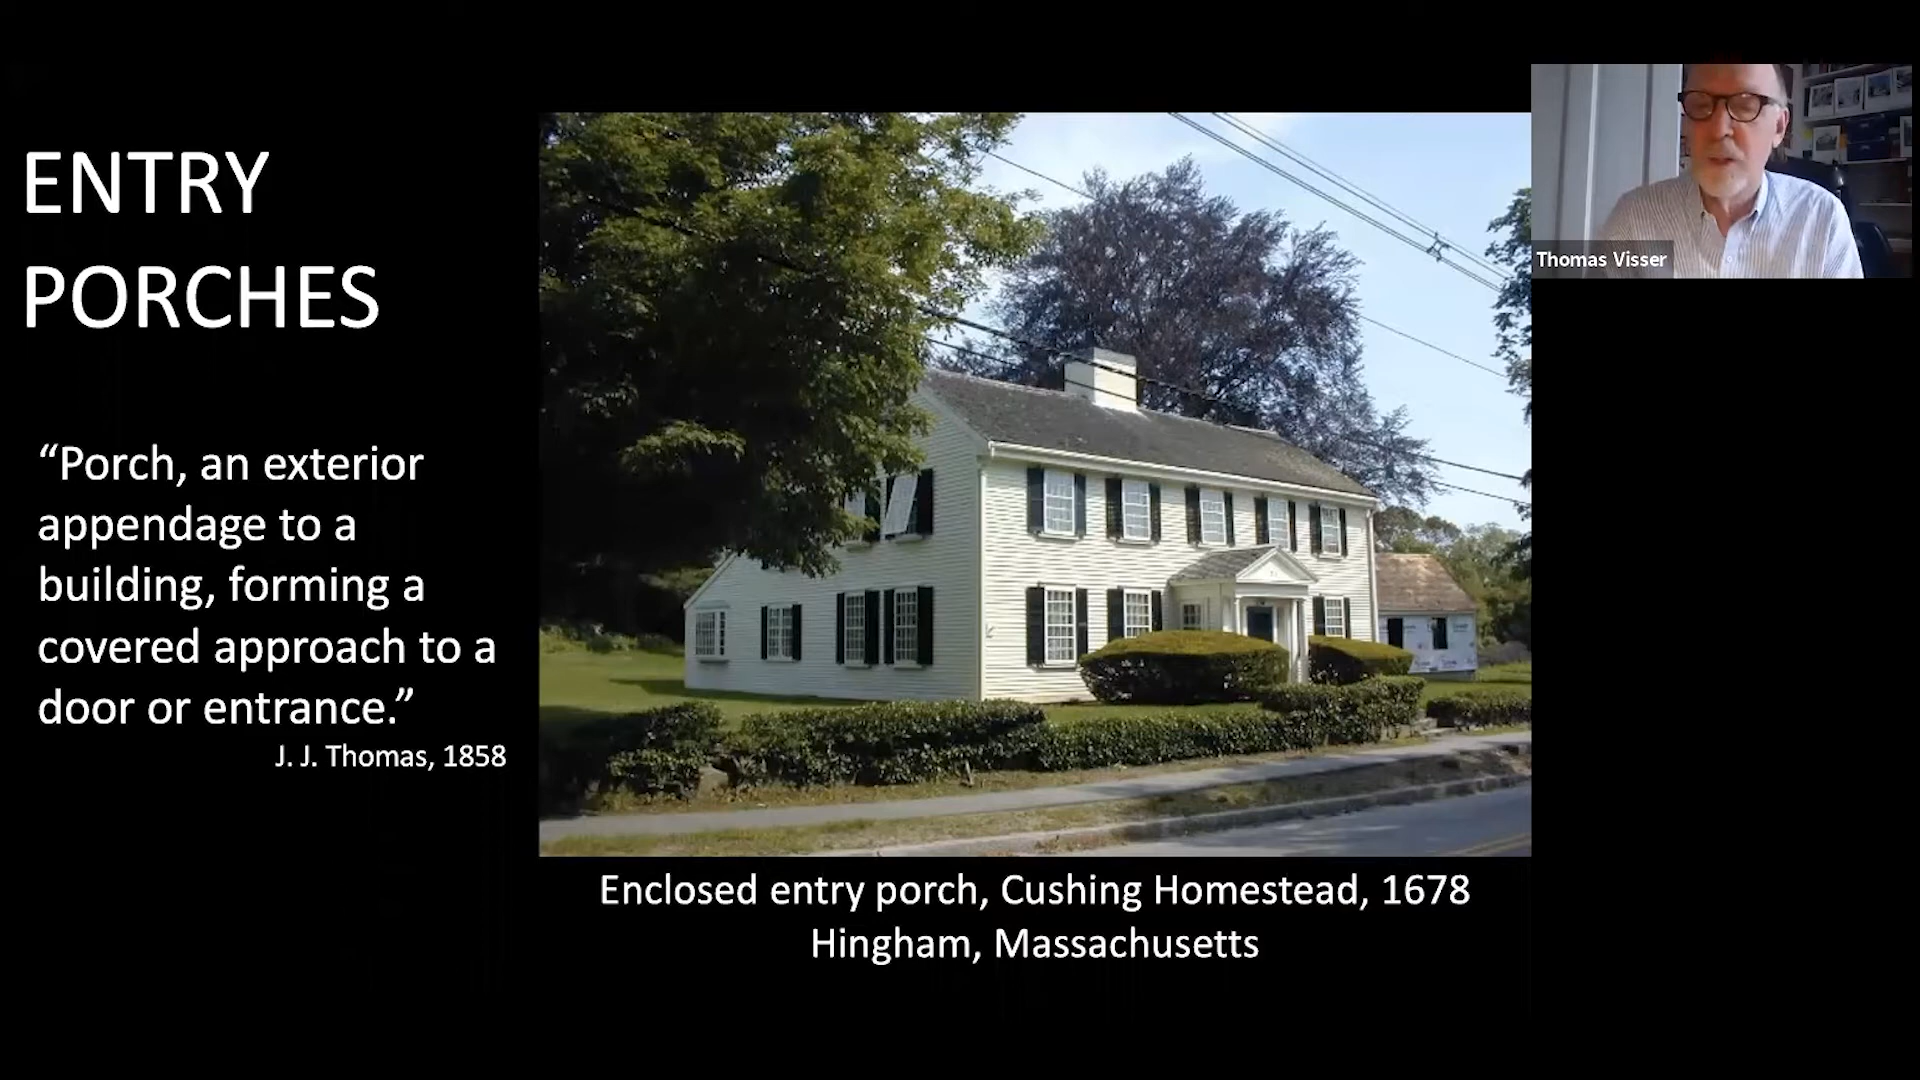 ENTRY
PORCHES
“Porch, an exterior
appendage to a
building, forming a
covered approach to a
door or entrance.”
J. J. Thomas, 1858
Enclosed entry porch, Cushing Homestead, 1678
Hingham, Massachusetts
Thomas Visser